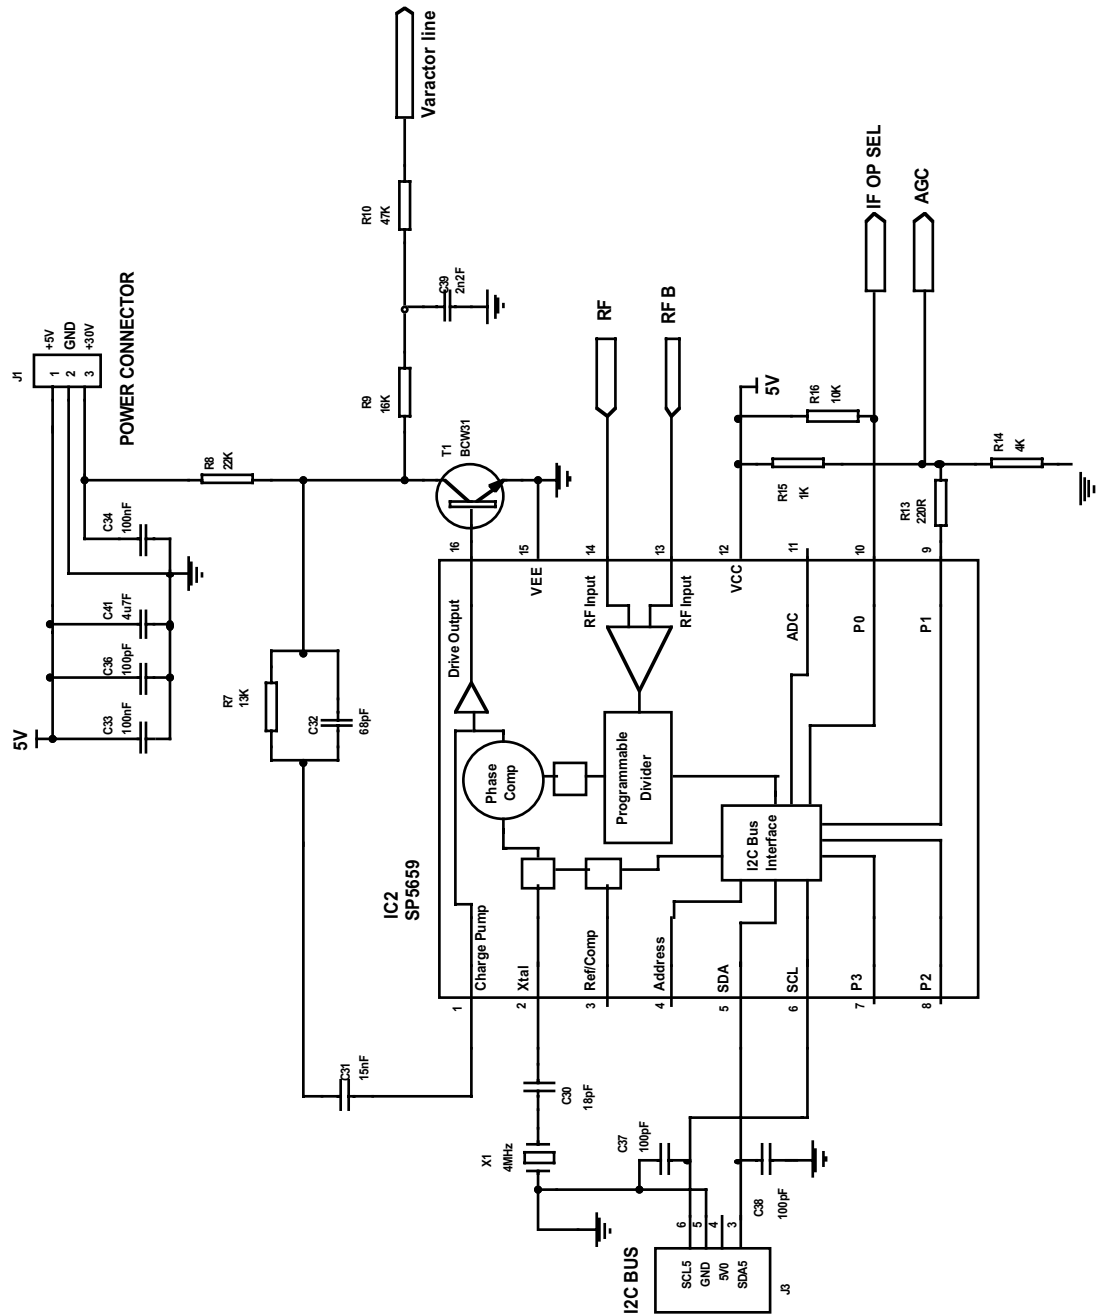 J1
+5V
GND
+30V
1
2
3
POWER CONNECTOR
5V
C33
100nF
C36
100pF
C41
4u7F
C34
100nF
R8
22K
R7
13K
C32
68pF
R9
16K
R10
47K
C39
2n2F
Varactor line
T1
BCW31
RF
RF B
5V
R16
10K
R15
1K
R13
220R
R14
4K
IF OP SEL
AGC
IC2
SP5659
16
15
14
13
12
11
10
9
Drive Output
VEE
RF Input
RF Input
VCC
ADC
P0
P1
Phase
Comp
Programmable
Divider
I2C Bus
Interface
Charge Pump
Xtal
Ref/Comp
Address
SDA
SCL
P3
P2
1
2
3
4
5
6
7
8
C31
15nF
C30
18pF
X1
4MHz
C37
100pF
C38
100pF
I2C BUS
6
5
4
3
SCL5
GND
5V0
SDA5
J3